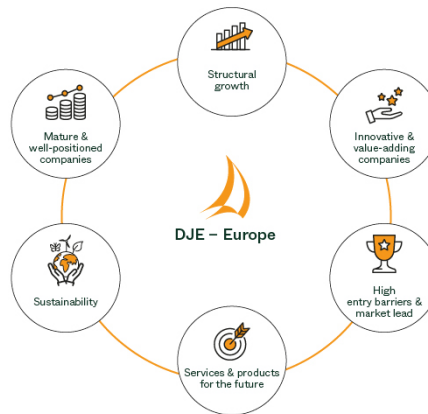 Structural
growth
Mature &
well-positioned
companies
Innovative &
value-adding
companies
DJE – Europe
Sustainability
High
entry barriers &
market lead
Services & products
for the future